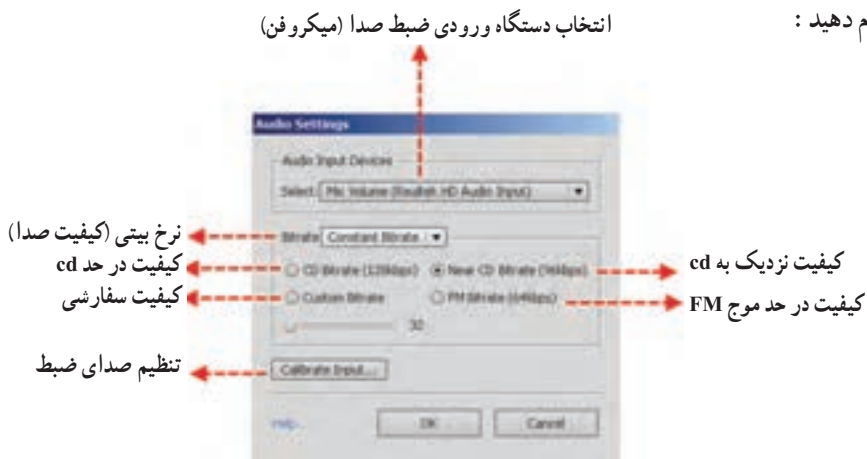 م دهید :
انتخاب دستگاه ورودی ضبط صدا (میکروفن)
Audio Settings
Audio Input Devices
Select: Mic Volume (Realtek HD Audio Input)
Bitrate: Constant Bitrate
نرخ بیتی (کیفیت صدا)
CD Bitrate (128kbps)
Near CD Bitrate (96kbps)
کیفیت در حد cd
کیفیت نزدیک به cd
Custom Bitrate
FM Bitrate (64kbps)
کیفیت سفارشی
کیفیت در حد موج FM
32
Calibrate Input...
تنظیم صدای ضبط
Help...
OK
Cancel